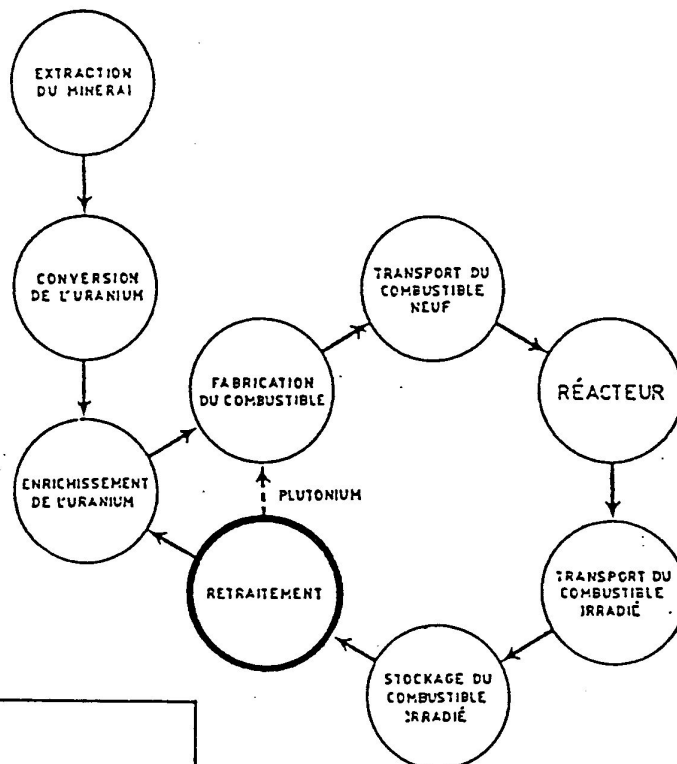 EXTRACTION
DU MINERAI
CONVERSION
DE L'URANIUM
TRANSPORT DU
COMBUSTIBLE
NEUF
FABRICATION
DU COMBUSTIBLE
RÉACTEUR
ENRICHISSEMENT
DE L'URANIUM
PLUTONIUM
RETRAITEMENT
TRANSPORT DU
COMBUSTIBLE
IRRADIÉ
STOCKAGE DU
COMBUSTIBLE
IRRADIÉ